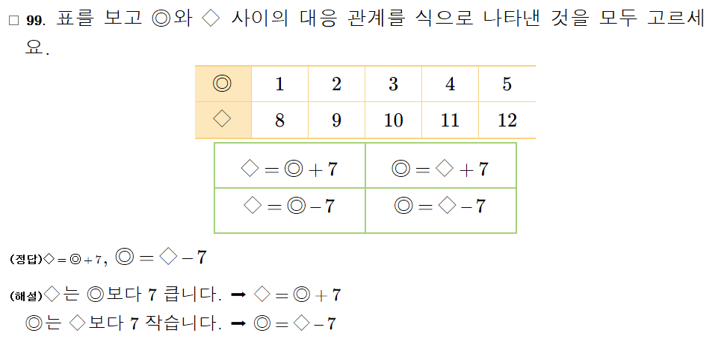 □ 99. 표를 보고 ◎와 ◇ 사이의 대응 관계를 식으로 나타낸 것을 모두 고르세
요.
◎ 1 2 3 4 5
◇ 8 9 10 11 12
◇=◎+7 ◎=◇+7
◇=◎-7 ◎=◇-7
(정답)◇=◎+7, ◎=◇-7
(해설)◇는 ◎보다 7 큽니다. ➡ ◇=◎+7
◎는 ◇보다 7 작습니다. ➡ ◎=◇-7